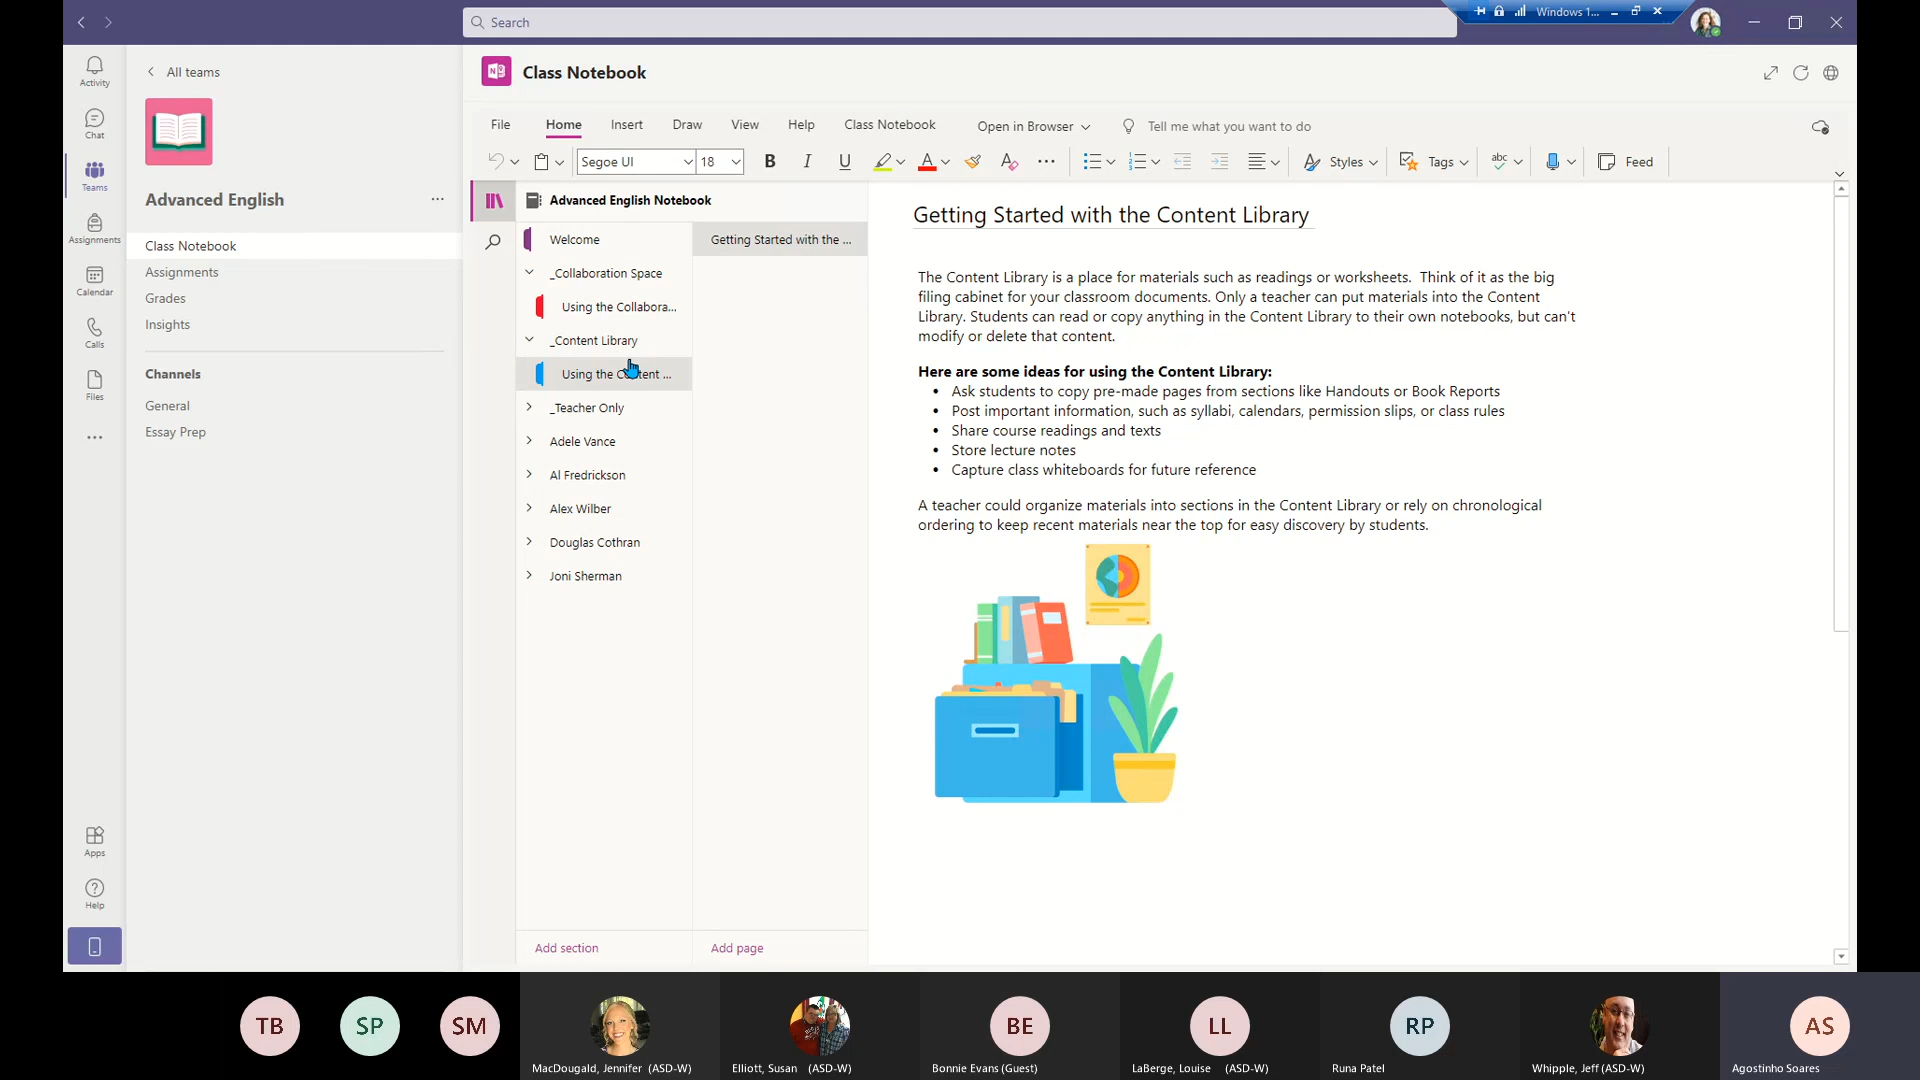 Search
Windows 1...
Activity
Chat
Teams
Assignments
Calendar
Calls
Files
Apps
Help
All teams
Advanced English
Class Notebook
Assignments
Grades
Insights
Channels
General
Essay Prep
Class Notebook
File
Home
Insert
Draw
View
Help
Class Notebook
Open in Browser
Tell me what you want to do
Segoe UI
18
B
I
U
A
Styles
Tags
abc
Feed
Advanced English Notebook
Welcome
_Collaboration Space
Using the Collabora...
_Content Library
Using the Content ...
_Teacher Only
Adele Vance
Al Fredrickson
Alex Wilber
Douglas Cothran
Joni Sherman
Add section
Getting Started with the ...
Add page
Getting Started with the Content Library
The Content Library is a place for materials such as readings or worksheets.  Think of it as the big
filing cabinet for your classroom documents. Only a teacher can put materials into the Content
Library. Students can read or copy anything in the Content Library to their own notebooks, but can't
modify or delete that content.
Here are some ideas for using the Content Library:
• Ask students to copy pre-made pages from sections like Handouts or Book Reports
• Post important information, such as syllabi, calendars, permission slips, or class rules
• Share course readings and texts
• Store lecture notes
• Capture class whiteboards for future reference
A teacher could organize materials into sections in the Content Library or rely on chronological
ordering to keep recent materials near the top for easy discovery by students.
TB
SP
SM
BE
LL
RP
AS
MacDougald, Jennifer (ASD-W)
Elliott, Susan (ASD-W)
Bonnie Evans (Guest)
LaBerge, Louise (ASD-W)
Runa Patel
Whipple, Jeff (ASD-W)
Agostinho Soares